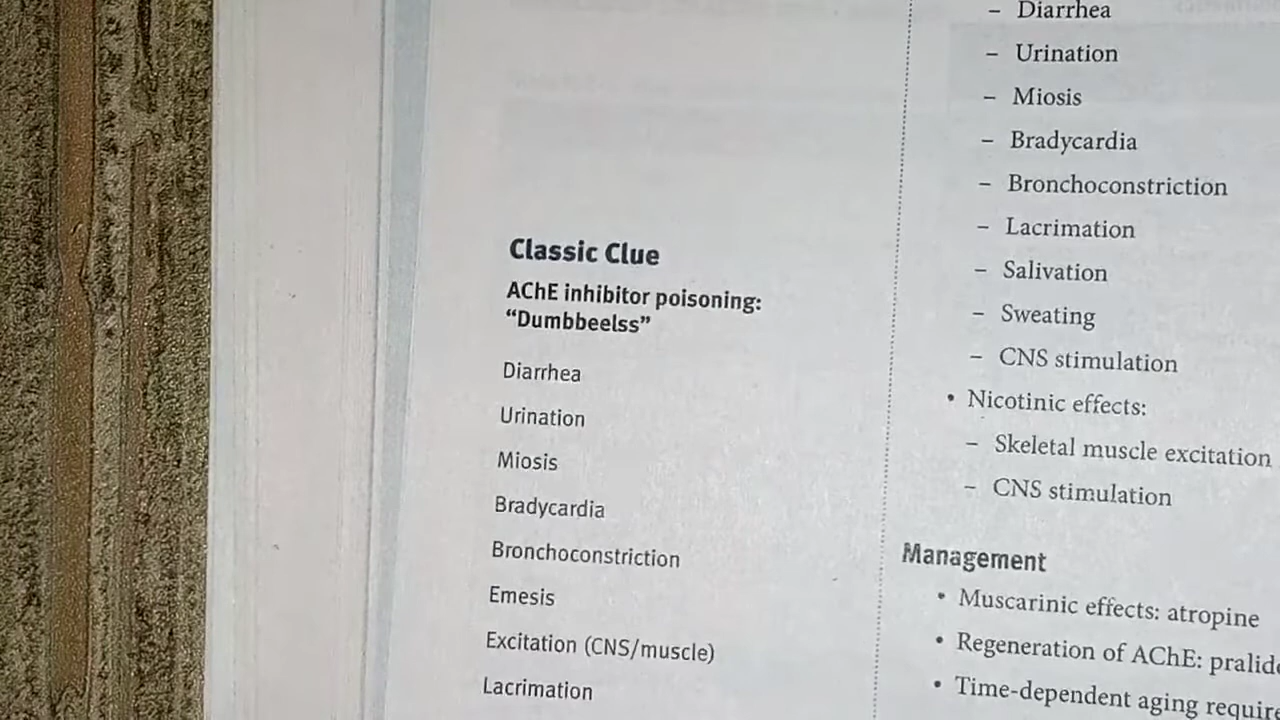 Classic Clue
AChE inhibitor poisoning:
“Dumbbeelss”
Diarrhea
Urination
Miosis
Bradycardia
Bronchoconstriction
Emesis
Excitation (CNS/muscle)
Lacrimation
– Diarrhea
– Urination
– Miosis
– Bradycardia
– Bronchoconstriction
– Lacrimation
– Salivation
– Sweating
– CNS stimulation
• Nicotinic effects:
– Skeletal muscle excitation
– CNS stimulation
Management
• Muscarinic effects: atropine
• Regeneration of AChE:
• Time-dependent aging